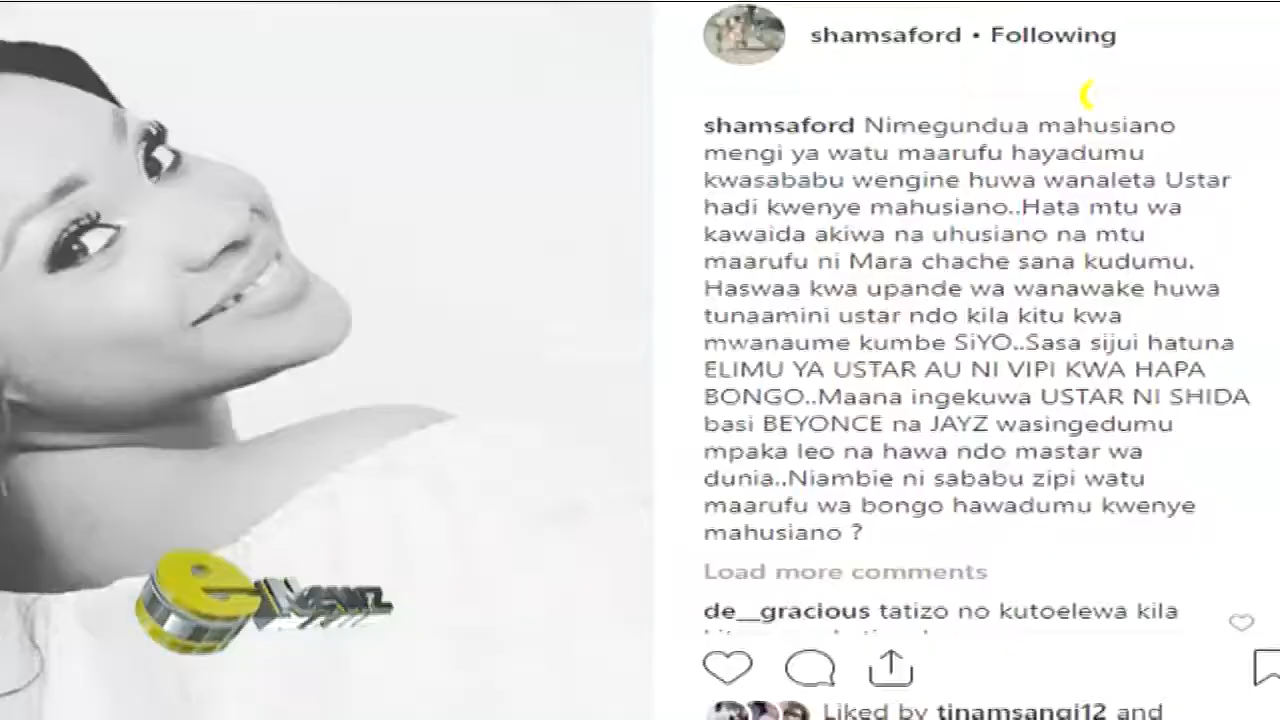 shamsaford • Following
shamsaford Nimegundua mahusiano
mengi ya watu maarufu hayadumu
kwasababu wengine huwa wanaleta Ustar
hadi kwenye mahusiano..Hata mtu wa
kawaida akiwa na uhusiano na mtu
maarufu ni Mara chache sana kudumu.
Haswaa kwa upande wa wanawake huwa
tunaamini ustar ndo kila kitu kwa
mwanaume kumbe SiYO..Sasa sijui hatuna
ELIMU YA USTAR AU NI VIPI KWA HAPA
BONGO..Maana ingekuwa USTAR NI SHIDA
basi BEYONCE na JAYZ wasingedumu
mpaka leo na hawa ndo mastar wa
dunia..Niambie ni sababu zipi watu
maarufu wa bongo hawadumu kwenye
mahusiano ?
Load more comments
de__gracious tatizo no kutoelewa kila
Liked by tinamsangi12 and
e